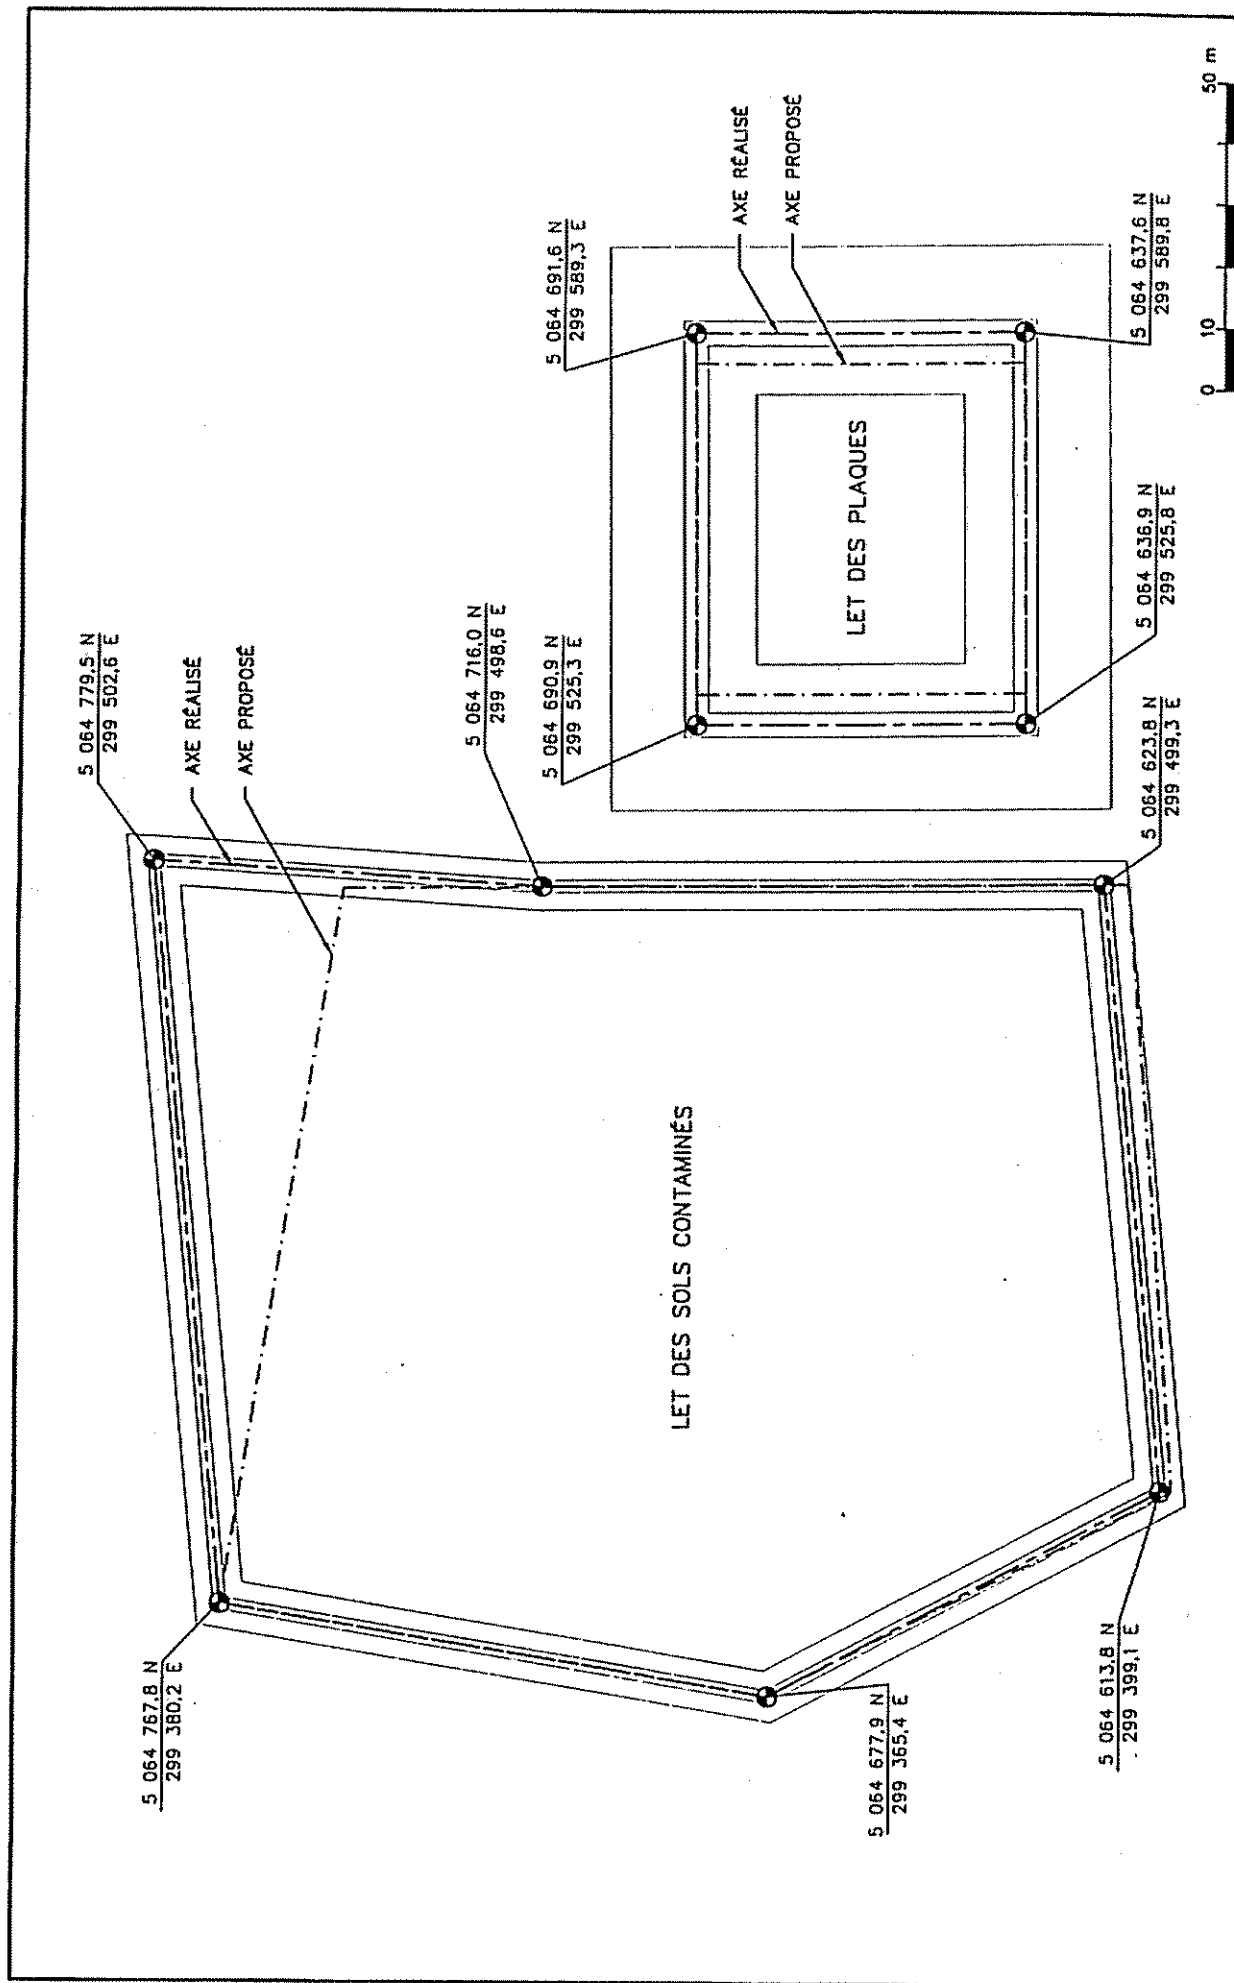 5 064 779,5 N
299 502,6 E
AXE RÉALISÉ
AXE PROPOSÉ
5 064 716,0 N
299 498,6 E
5 064 690,9 N
299 525,3 E
5 064 691,6 N
299 589,3 E
AXE RÉALISÉ
AXE PROPOSÉ
LET DES PLAQUES
5 064 637,6 N
299 589,8 E
5 064 636,9 N
299 525,8 E
5 064 623,8 N
299 499,3 E
LET DES SOLS CONTAMINÉS
5 064 767,8 N
299 380,2 E
5 064 677,9 N
299 365,4 E
5 064 613,8 N
299 399,1 E
0 10 50 m